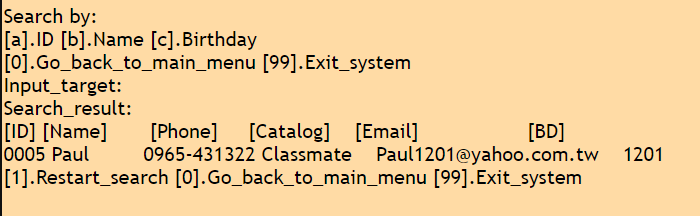 Search by:
[a].ID [b].Name [c].Birthday
[0].Go_back_to_main_menu [99].Exit_system
Input_target:
Search_result:
[ID] [Name] [Phone] [Catalog] [Email] [BD]
0005 Paul 0965-431322 Classmate Paul1201@yahoo.com.tw 1201
[1].Restart_search [0].Go_back_to_main_menu [99].Exit_system